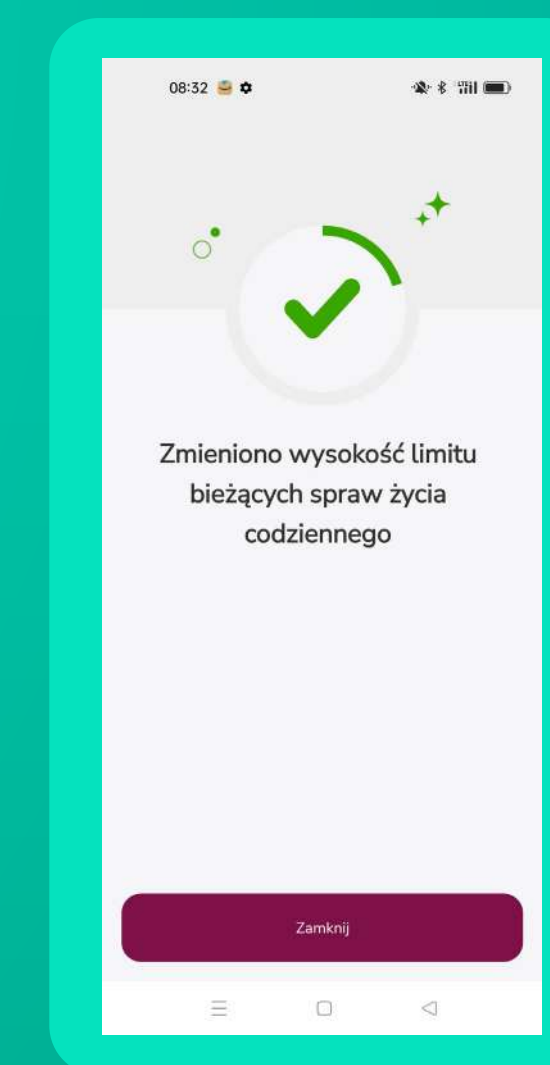 08:32
Zmieniono wysokość limitu
bieżących spraw życia
codziennego
Zamknij